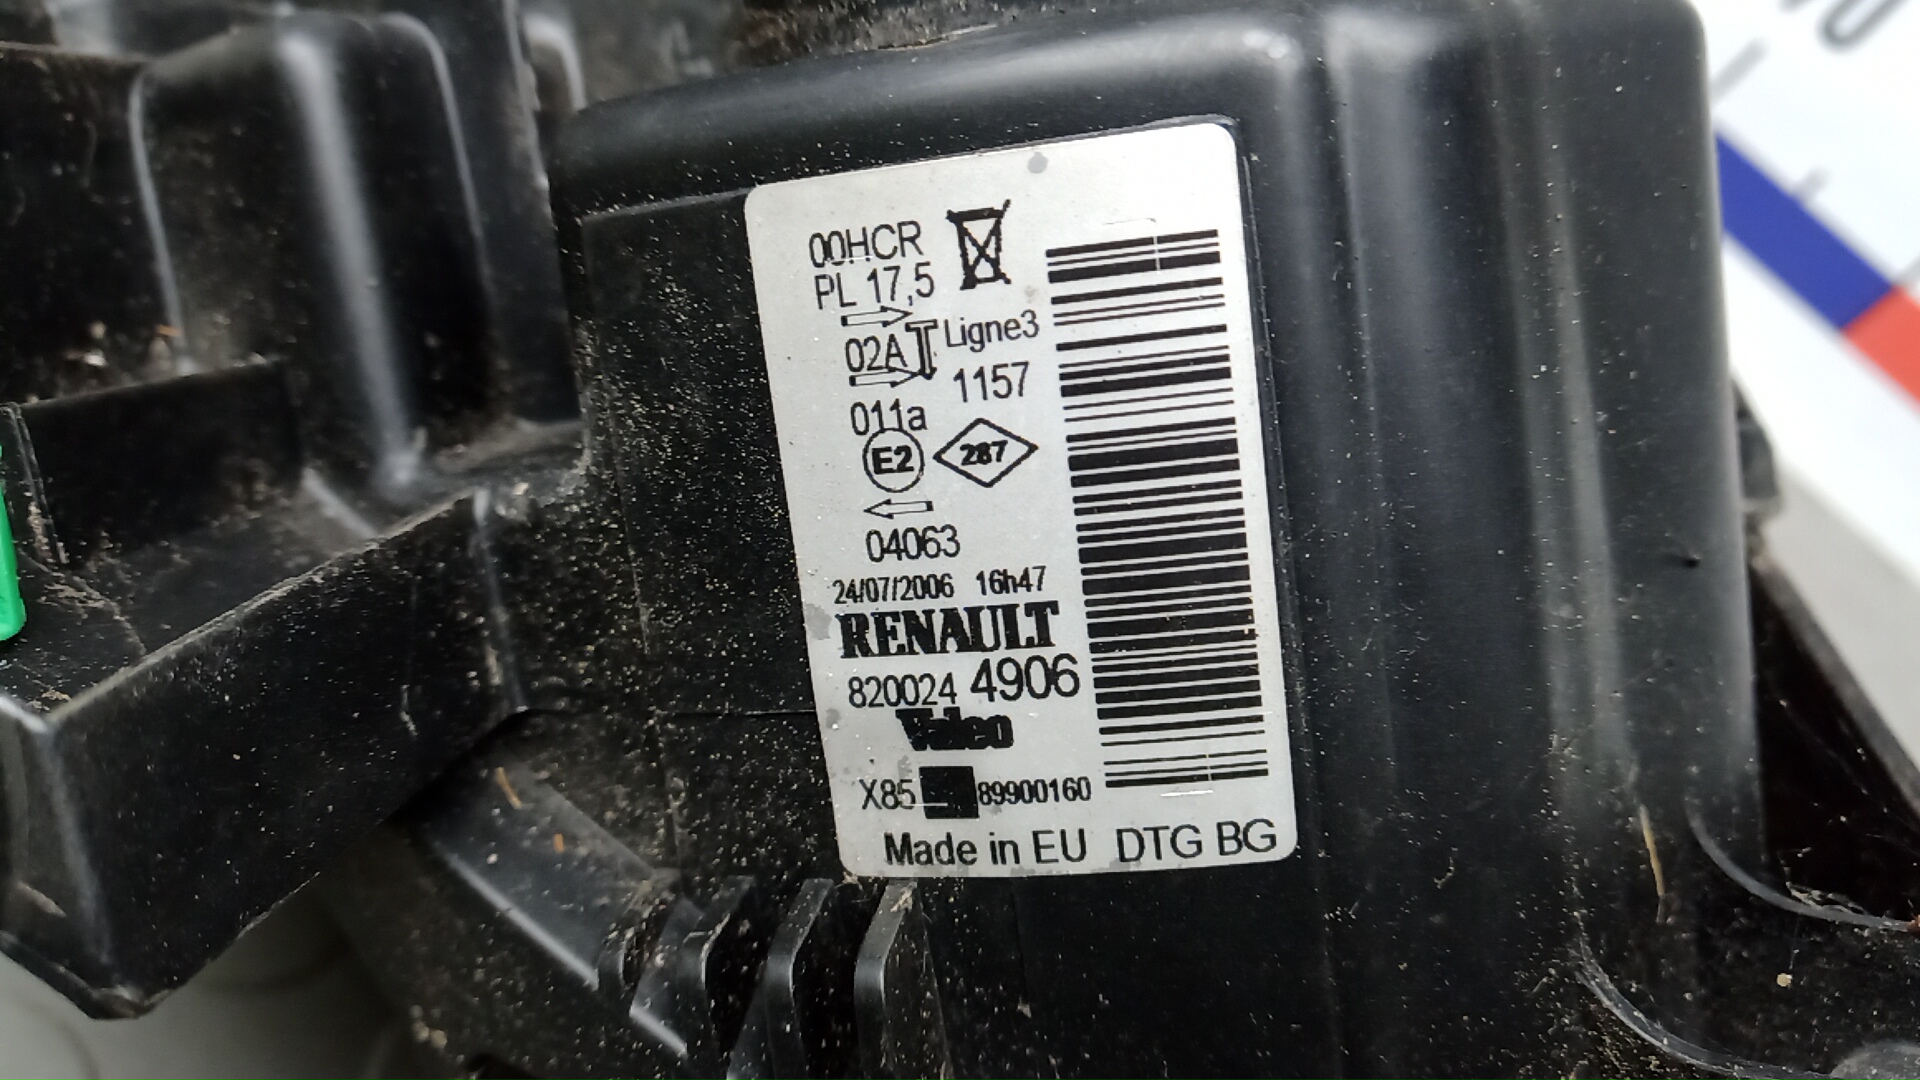 00HCR
PL 17,5
02A Ligne3
1157
011a
E2 287
04063
24/07/2006 16h47
RENAULT
820024 4906
Valeo
X85 89900160
Made in EU DTG BG